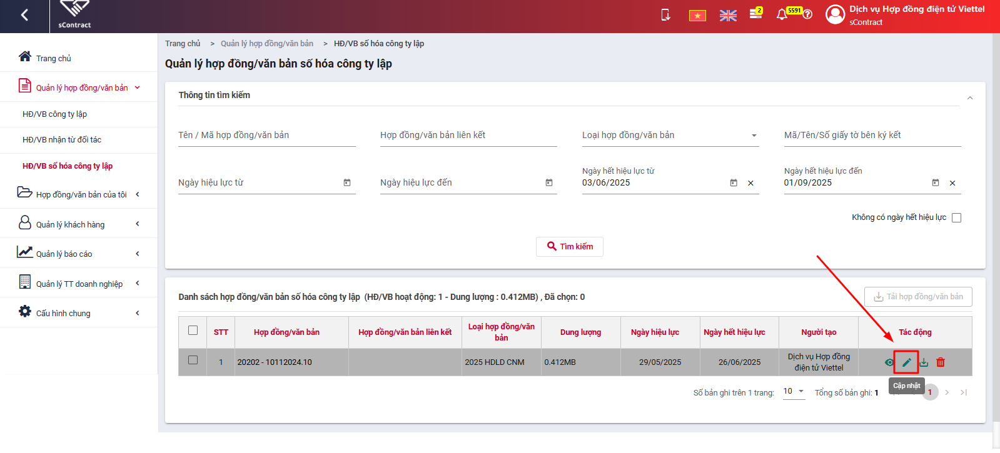 sContract
2
5591
Dịch vụ Hợp đồng điện tử Viettel
sContract
Trang chủ
Quản lý hợp đồng/văn bản
HĐ/VB công ty lập
HĐ/VB nhận từ đối tác
HĐ/VB số hóa công ty lập
Hợp đồng/văn bản của tôi
Quản lý khách hàng
Quản lý báo cáo
Quản lý TT doanh nghiệp
Cấu hình chung
Trang chủ > Quản lý hợp đồng/văn bản > HĐ/VB số hóa công ty lập
Quản lý hợp đồng/văn bản số hóa công ty lập
Thông tin tìm kiếm
Tên / Mã hợp đồng/văn bản
Hợp đồng/văn bản liên kết
Loại hợp đồng/văn bản
Mã/Tên/Số giấy tờ bên ký kết
Ngày hiệu lực từ
Ngày hiệu lực đến
Ngày hết hiệu lực từ
03/06/2025
Ngày hết hiệu lực đến
01/09/2025
Không có ngày hết hiệu lực
Tìm kiếm
Danh sách hợp đồng/văn bản số hóa công ty lập (HĐ/VB hoạt động: 1 - Dung lượng : 0.412MB) , Đã chọn: 0
Tải hợp đồng/văn bản
STT
Hợp đồng/văn bản
Hợp đồng/văn bản liên kết
Loại hợp đồng/văn
bản
Dung lượng
Ngày hiệu lực
Ngày hết hiệu lực
Người tạo
Tác động
1
20202 - 10112024.10
2025 HDLD CNM
0.412MB
29/05/2025
26/06/2025
Dịch vụ Hợp đồng
điện tử Viettel
Cập nhật
Số bản ghi trên 1 trang: 10
Tổng số bản ghi: 1
1